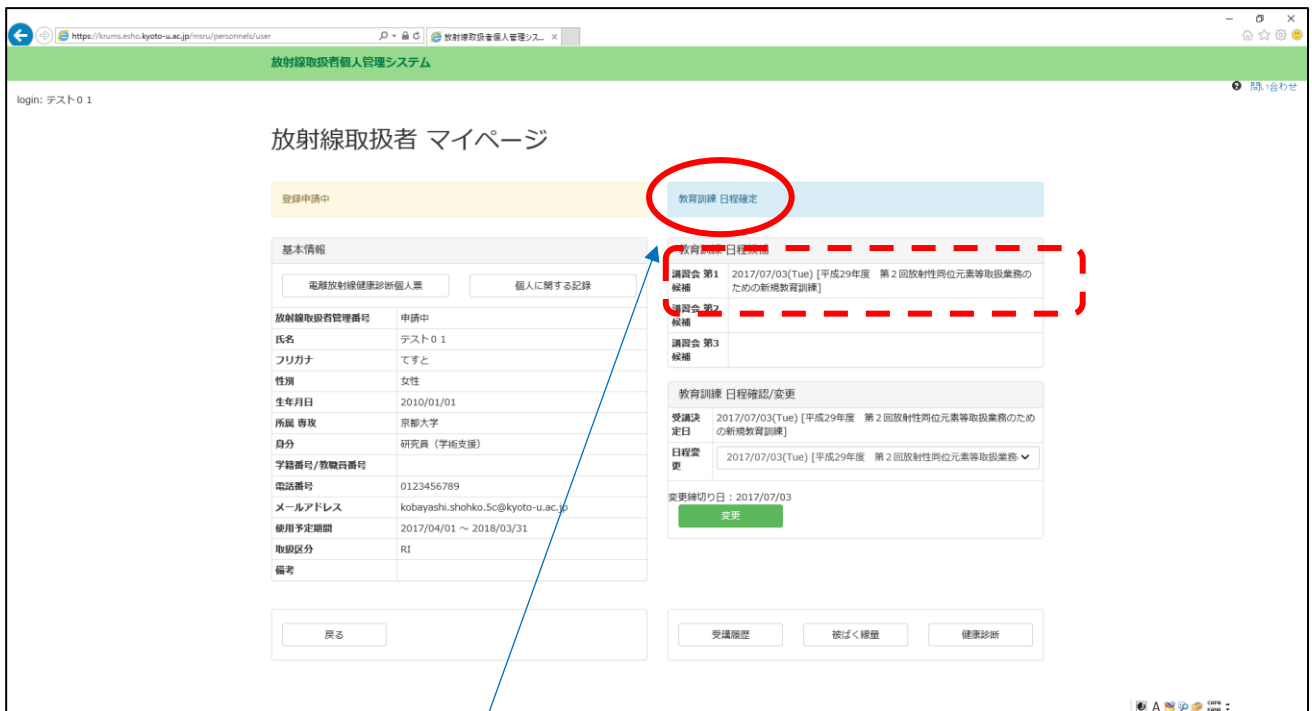 https://krums.esho.kyoto-u.ac.jp/msru/personnels/user
放射線取扱者個人管理シス...
放射線取扱者個人管理システム
問い合わせ
login: テスト０１
放射線取扱者 マイページ
登録申請中
教育訓練 日程確定
基本情報
電離放射線健康診断個人票
個人に関する記録
放射線取扱者管理番号 申請中
氏名 テスト０１
フリガナ てすと
性別 女性
生年月日 2010/01/01
所属 専攻 京都大学
身分 研究員（学術支援）
学籍番号/教職員番号
電話番号 0123456789
メールアドレス kobayashi.shohko.5c@kyoto-u.ac.jp
使用予定期間 2017/04/01 ～ 2018/03/31
取扱区分 RI
備考
戻る
教育訓練 日程候補
講習会 第1 2017/07/03(Tue) [平成29年度　第２回放射性同位元素等取扱業務の
候補 ための新規教育訓練]
講習会 第2
候補
講習会 第3
候補
教育訓練 日程確認/変更
受講決 2017/07/03(Tue) [平成29年度　第２回放射性同位元素等取扱業務のため
定日 の新規教育訓練]
日程変 2017/07/03(Tue) [平成29年度　第２回放射性同位元素等取扱業務
更
変更締切り日：2017/07/03
変更
受講履歴
被ばく線量
健康診断
A
CAPS